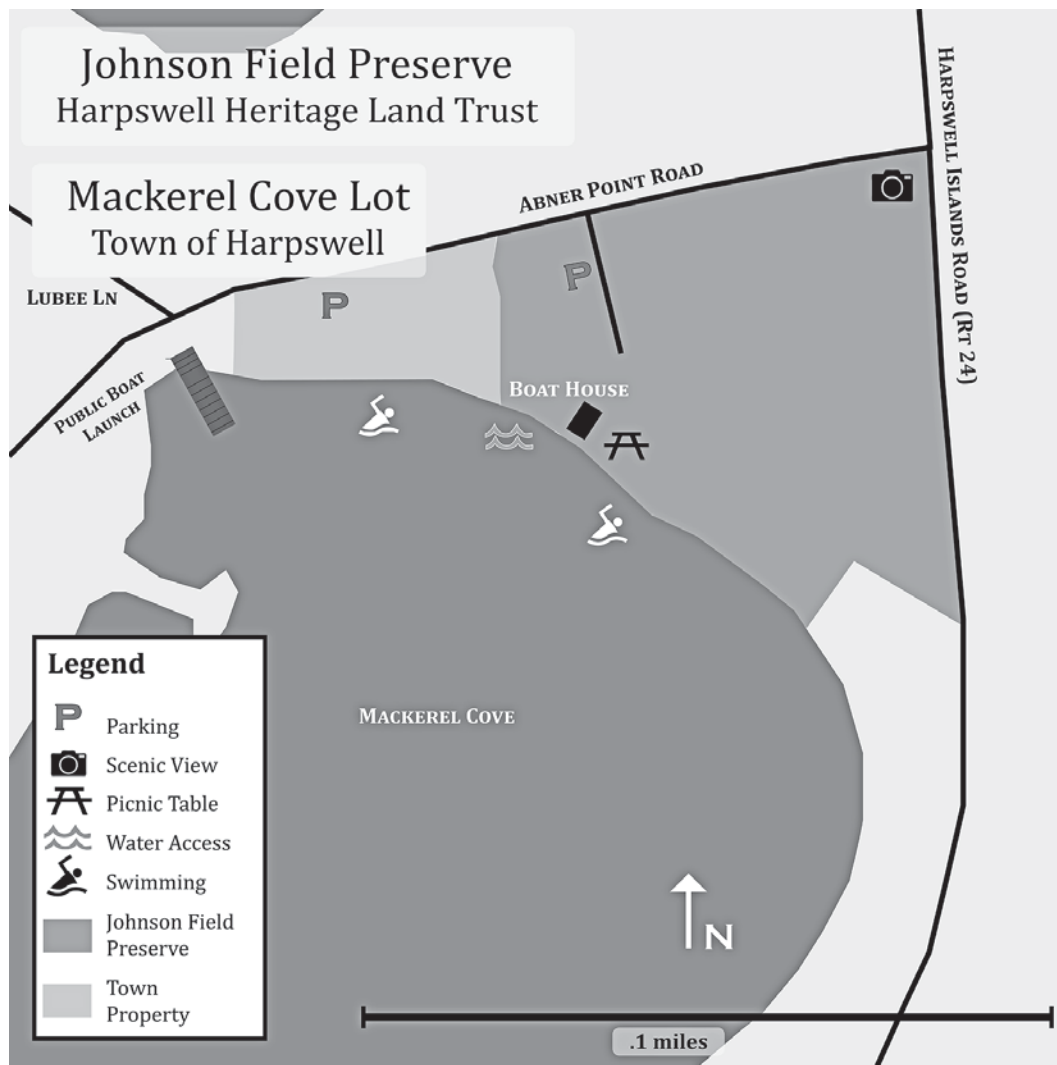 Johnson Field Preserve
Harpswell Heritage Land Trust
Mackerel Cove Lot
Town of Harpswell
Abner Point Road
Harpswell Islands Road (Rt 24)
P
P
Lubee Ln
Public Boat
Launch
Boat House
Mackerel Cove
Legend
P Parking
Scenic View
Picnic Table
Water Access
Swimming
Johnson Field
Preserve
Town
Property
N
.1 miles